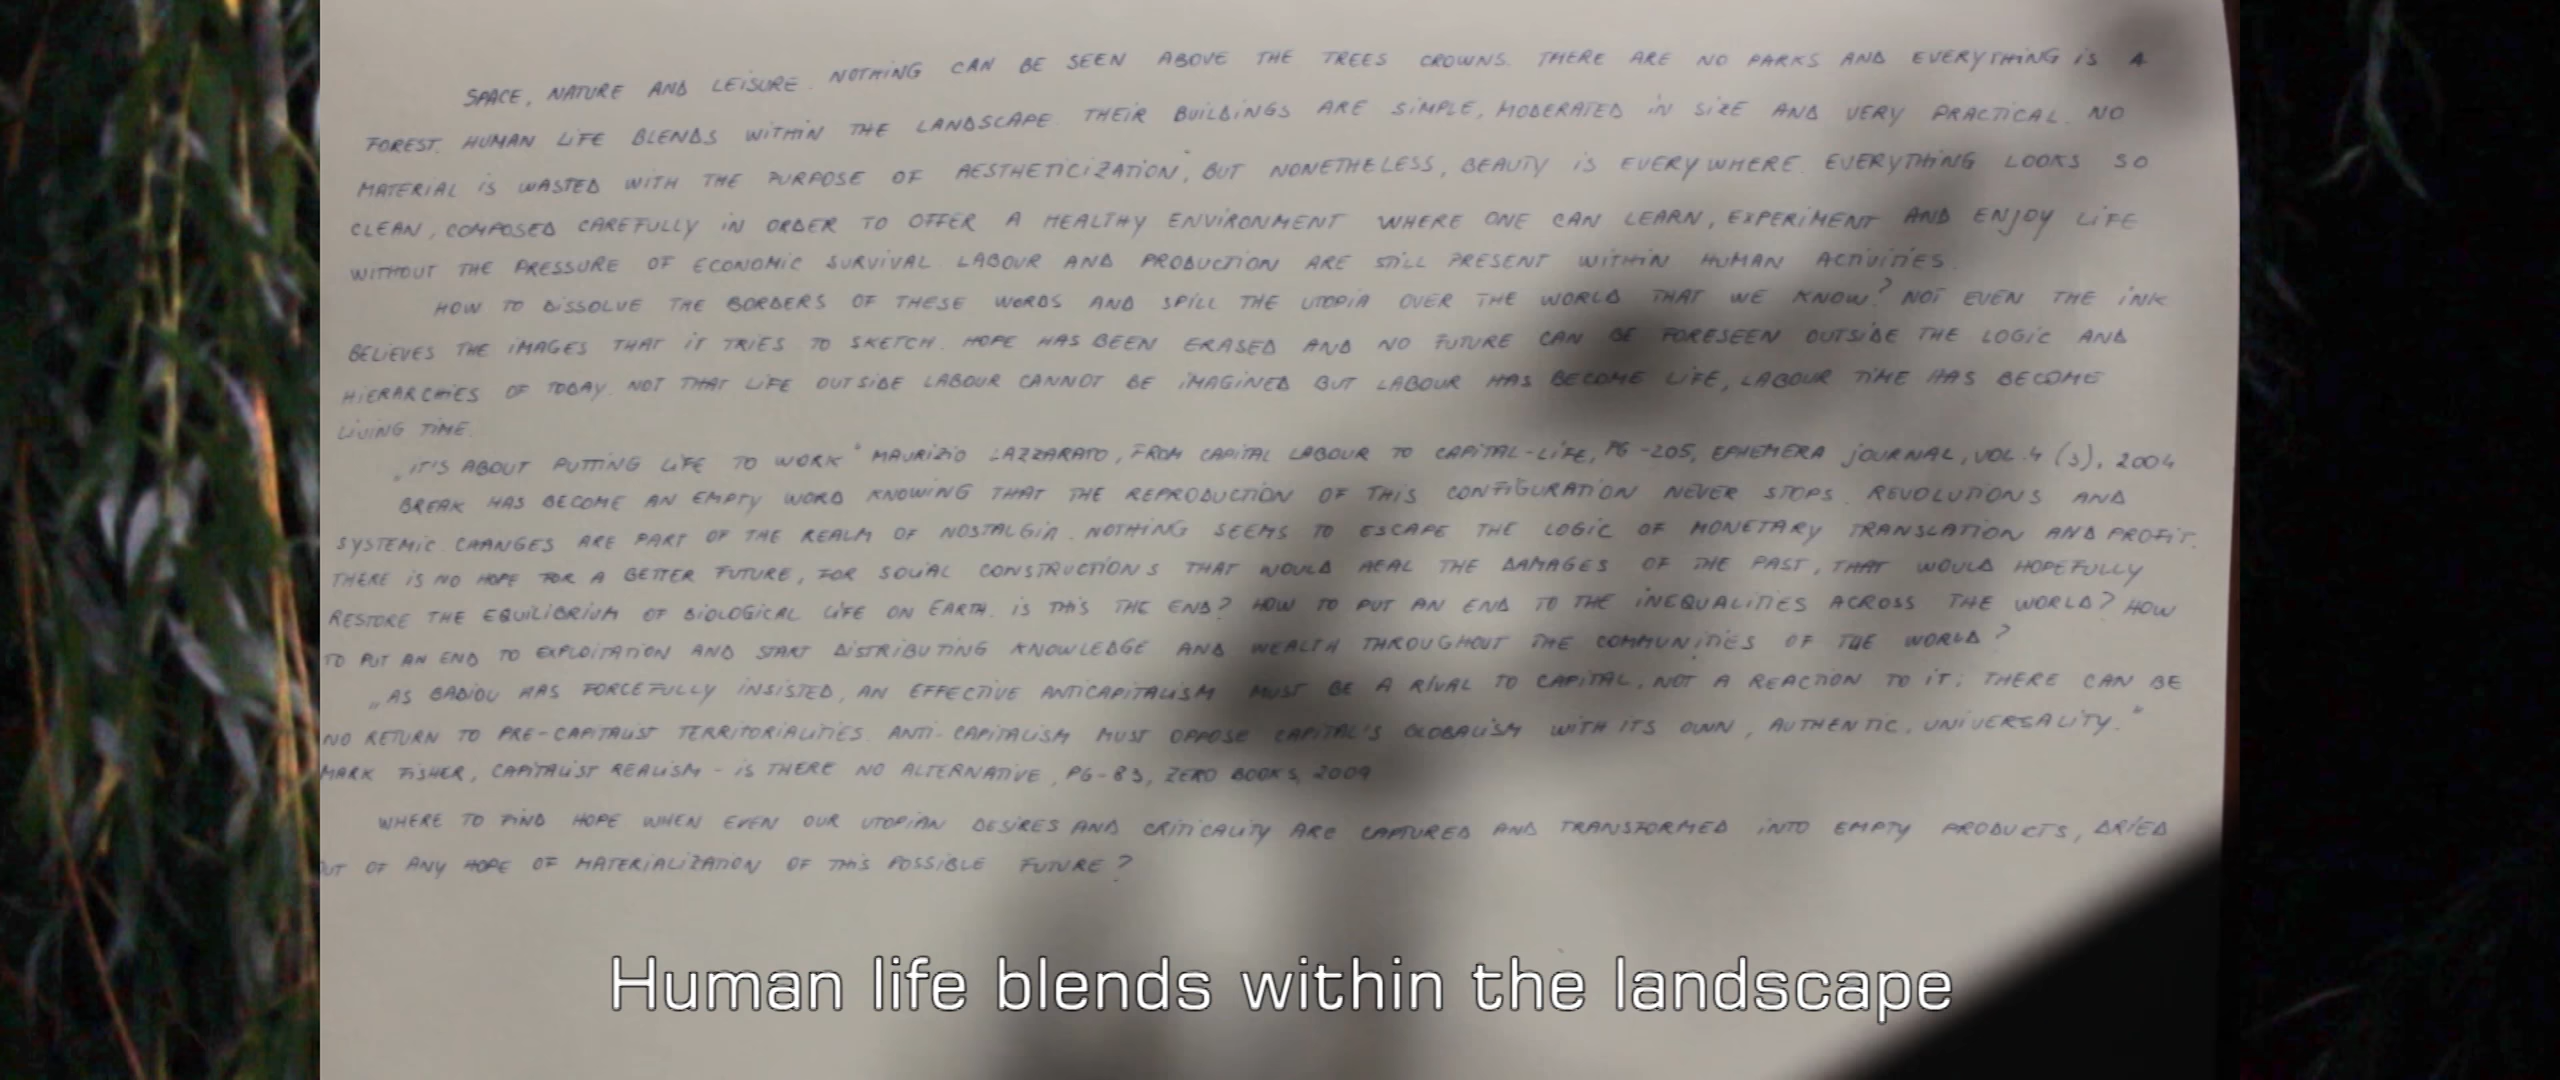 SPACE, NATURE AND LEISURE. NOTHING CAN BE SEEN ABOVE THE TREES CROWNS. THERE ARE NO PARKS AND EVERYTHING IS A
FOREST. HUMAN LIFE BLENDS WITHIN THE LANDSCAPE. THEIR BUILDINGS ARE SIMPLE, MODERATED IN SIZE AND VERY PRACTICAL. NO
MATERIAL IS WASTED WITH THE PURPOSE OF AESTHETICIZATION, BUT NONETHELESS, BEAUTY IS EVERYWHERE. EVERYTHING LOOKS SO
CLEAN, COMPOSED CAREFULLY IN ORDER TO OFFER A HEALTHY ENVIRONMENT WHERE ONE CAN LEARN, EXPERIMENT AND ENJOY LIFE
WITHOUT THE PRESSURE OF ECONOMIC SURVIVAL. LABOUR AND PRODUCTION ARE STILL PRESENT WITHIN HUMAN ACTIVITIES.
HOW TO DISSOLVE THE BORDERS OF THESE WORDS AND SPILL THE UTOPIA OVER THE WORLD THAT WE KNOW? NOT EVEN THE INK
BELIEVES THE IMAGES THAT IT TRIES TO SKETCH. HOPE HAS BEEN ERASED AND NO FUTURE CAN BE FORESEEN OUTSIDE THE LOGIC AND
HIERARCHIES OF TODAY. NOT THAT LIFE OUTSIDE LABOUR CANNOT BE IMAGINED BUT LABOUR HAS BECOME LIFE, LABOUR TIME HAS BECOME
LIVING TIME.
„IT'S ABOUT PUTTING LIFE TO WORK" MAURIZIO LAZZARATO, FROM CAPITAL LABOUR TO CAPITAL-LIFE, PG-205, EPHEMERA JOURNAL, VOL.4 (3), 2004
BREAK HAS BECOME AN EMPTY WORD KNOWING THAT THE REPRODUCTION OF THIS CONFIGURATION NEVER STOPS. REVOLUTIONS AND
SYSTEMIC CHANGES ARE PART OF THE REALM OF NOSTALGIA. NOTHING SEEMS TO ESCAPE THE LOGIC OF MONETARY TRANSLATION AND PROFIT.
THERE IS NO HOPE FOR A BETTER FUTURE, FOR SOCIAL CONSTRUCTIONS THAT WOULD HEAL THE DAMAGES OF THE PAST, THAT WOULD HOPEFULLY
RESTORE THE EQUILIBRIUM OF BIOLOGICAL LIFE ON EARTH. IS THIS THE END? HOW TO PUT AN END TO THE INEQUALITIES ACROSS THE WORLD? HOW
TO PUT AN END TO EXPLOITATION AND START DISTRIBUTING KNOWLEDGE AND WEALTH THROUGHOUT THE COMMUNITIES OF THE WORLD?
„AS BADIOU HAS FORCEFULLY INSISTED, AN EFFECTIVE ANTICAPITALISM MUST BE A RIVAL TO CAPITAL, NOT A REACTION TO IT; THERE CAN BE
NO RETURN TO PRE-CAPITALIST TERRITORIALITIES. ANTI-CAPITALISM MUST OPPOSE CAPITAL'S GLOBALISM WITH ITS OWN, AUTHENTIC, UNIVERSALITY."
MARK FISHER, CAPITALIST REALISM - IS THERE NO ALTERNATIVE, PG-83, ZERO BOOKS, 2009
WHERE TO FIND HOPE WHEN EVEN OUR UTOPIAN DESIRES AND CRITICALITY ARE CAPTURED AND TRANSFORMED INTO EMPTY PRODUCTS, DRIED
OUT OF ANY HOPE OF MATERIALIZATION OF THIS POSSIBLE FUTURE?
Human life blends within the landscape